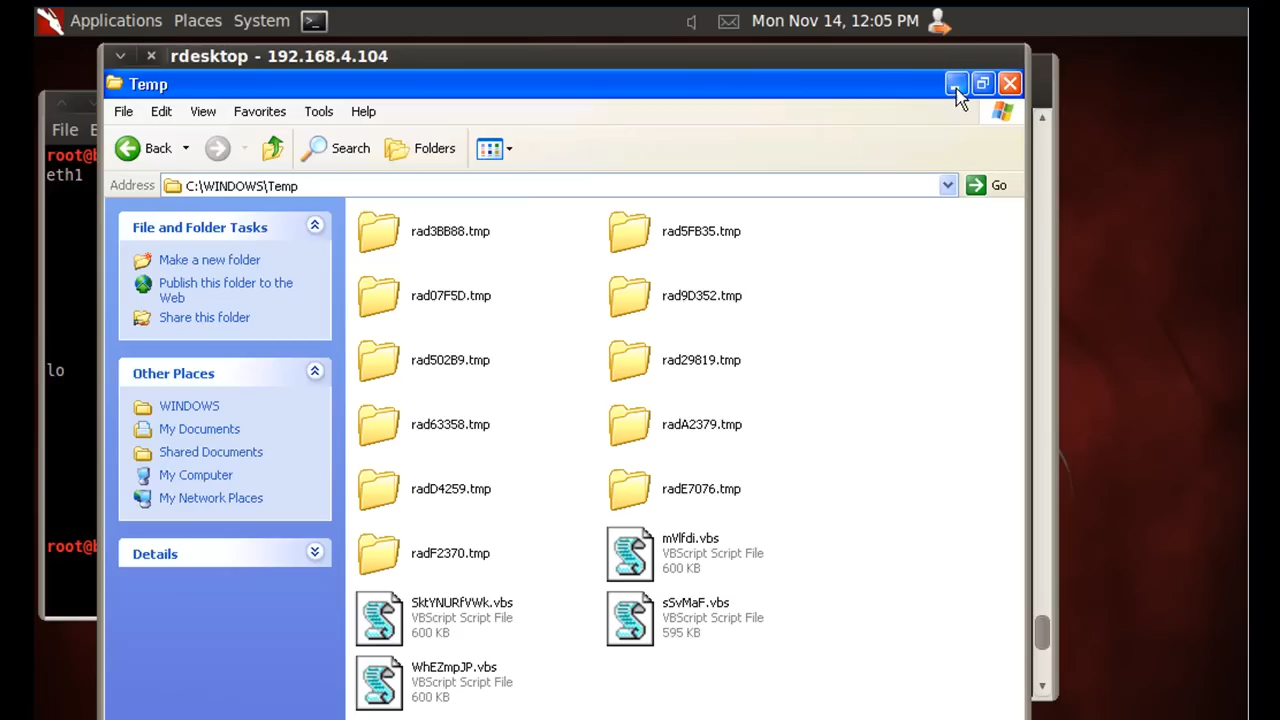 Applications Places System
Mon Nov 14, 12:05 PM
rdesktop - 192.168.4.104
Temp
File Edit View Favorites Tools Help
Back Search Folders
Address C:\WINDOWS\Temp Go
File and Folder Tasks
Make a new folder
Publish this folder to the
Web
Share this folder
Other Places
WINDOWS
My Documents
Shared Documents
My Computer
My Network Places
Details
rad3BB88.tmp
rad5FB35.tmp
rad07F5D.tmp
rad9D352.tmp
rad502B9.tmp
rad29819.tmp
rad63358.tmp
radA2379.tmp
radD4259.tmp
radE7076.tmp
radF2370.tmp
mVlfdi.vbs
VBScript Script File
600 KB
SktYNURfVWk.vbs
VBScript Script File
600 KB
sSvMaF.vbs
VBScript Script File
595 KB
WhEZmpJP.vbs
VBScript Script File
600 KB
File E
root@b
eth1
lo
root@b